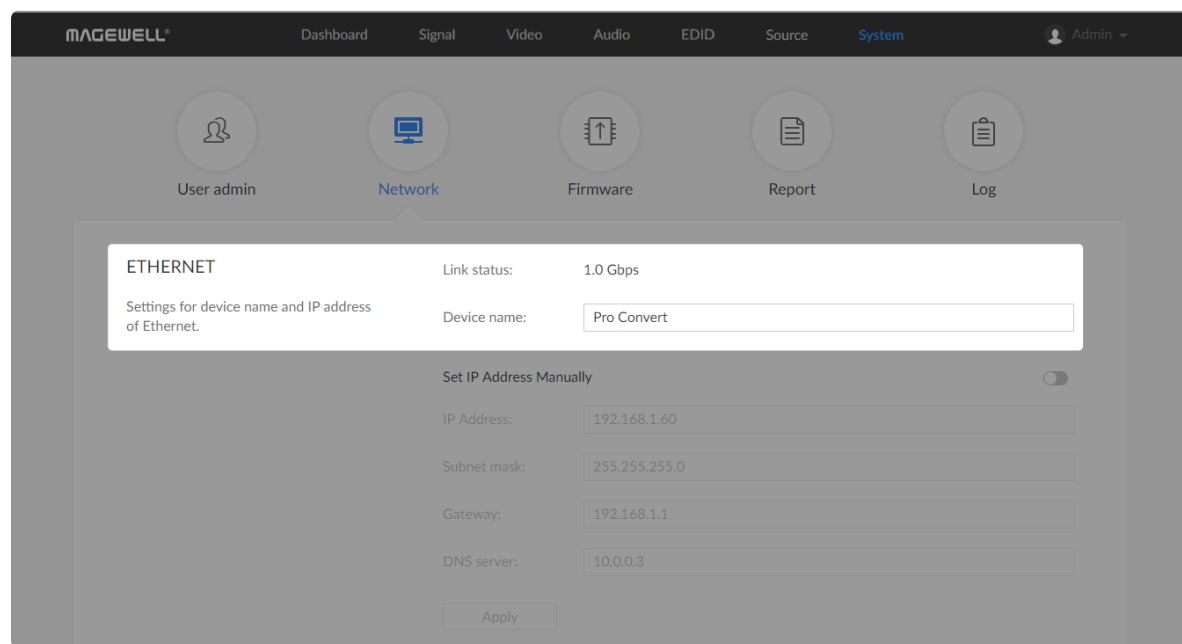 MAGEWELL® Dashboard Signal Video Audio EDID Source System Admin
User admin Network Firmware Report Log
ETHERNET
Settings for device name and IP address
of Ethernet.
Link status: 1.0 Gbps
Device name: Pro Convert
Set IP Address Manually
IP Address: 192.168.1.60
Subnet mask: 255.255.255.0
Gateway: 192.168.1.1
DNS server: 10.0.0.3
Apply